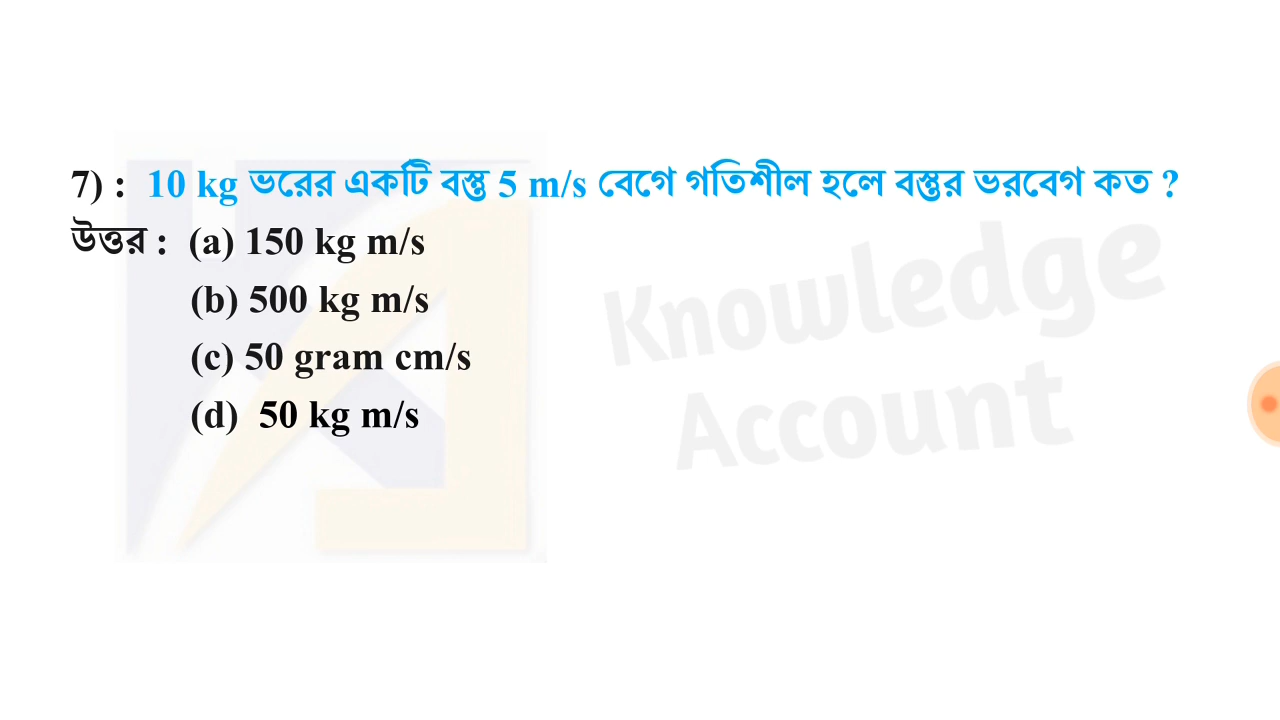 7) : 10 kg ভরের একটি বস্তু 5 m/s বেগে গতিশীল হলে বস্তুর ভরবেগ কত ?
উত্তর : (a) 150 kg m/s
(b) 500 kg m/s
(c) 50 gram cm/s
(d) 50 kg m/s
Knowledge
Account